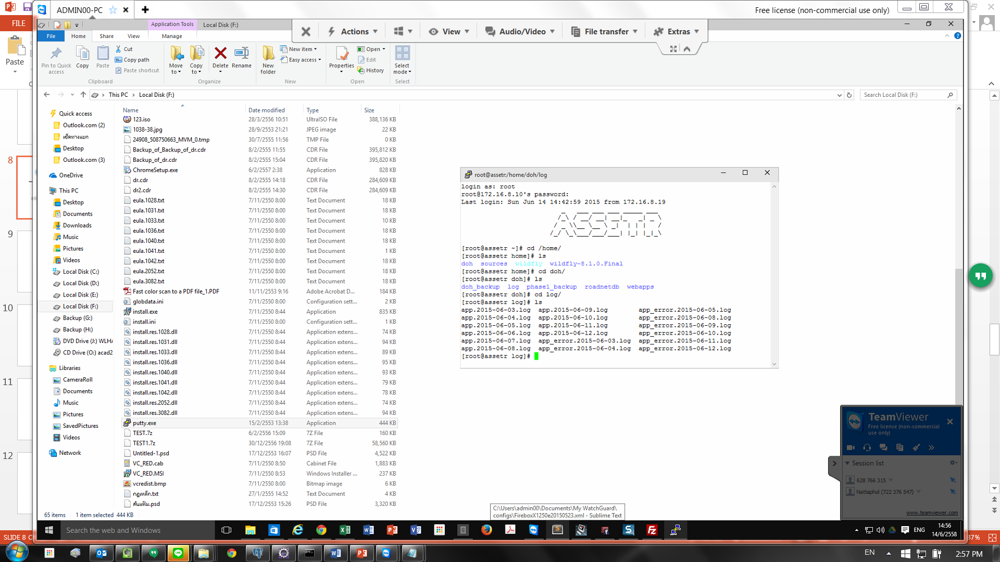 ADMIN00-PC
Free license (non-commercial use only)
FILE
Application Tools
Local Disk (F:)
File
Home
Share
View
Manage
Actions
View
Audio/Video
File transfer
Extras
Paste
Pin to Quick access
Copy
Paste
Cut
Copy path
Paste shortcut
Clipboard
Move to
Copy to
Delete
Rename
Organize
New folder
New item
Easy access
New
Properties
Open
Edit
History
Open
Select mode
Select
This PC > Local Disk (F:)
Search Local Disk (F:)
Quick access
Outlook.com (2)
เช็คทางแยก
Desktop
Outlook.com (3)
OneDrive
This PC
Desktop
Documents
Downloads
Music
Pictures
Videos
Local Disk (C:)
Local Disk (D:)
Local Disk (E:)
Local Disk (F:)
Backup (G:)
Backup (H:)
DVD Drive (J:) WLHA
CD Drive (O:) acad2
Libraries
CameraRoll
Documents
Music
Pictures
SavedPictures
Videos
Network
Name Date modified Type Size
123.iso 28/3/2556 10:51 UltraISO File 388,136 KB
1038-38.jpg 28/9/2553 21:21 JPEG image 22 KB
24908_508750663_MVM_0.tmp 30/7/2555 11:56 TMP File 0 KB
Backup_of_Backup_of_dr.cdr 8/2/2555 11:55 CDR File 395,812 KB
Backup_of_dr.cdr 8/2/2555 15:04 CDR File 395,820 KB
ChromeSetup.exe 6/2/2557 2:38 Application 828 KB
dr.cdr 8/2/2555 14:18 CDR File 284,609 KB
dr2.cdr 8/2/2555 14:30 CDR File 284,609 KB
eula.1028.txt 7/11/2550 8:00 Text Document 18 KB
eula.1031.txt 7/11/2550 8:00 Text Document 18 KB
eula.1033.txt 7/11/2550 8:00 Text Document 10 KB
eula.1036.txt 7/11/2550 8:00 Text Document 18 KB
eula.1040.txt 7/11/2550 8:00 Text Document 18 KB
eula.1041.txt 7/11/2550 8:00 Text Document 1 KB
eula.1042.txt 7/11/2550 8:00 Text Document 18 KB
eula.2052.txt 7/11/2550 8:00 Text Document 18 KB
eula.3082.txt 7/11/2550 8:00 Text Document 18 KB
Fast color scan to a PDF file_1.PDF 11/11/2553 9:16 Adobe Acrobat D... 184 KB
globdata.ini 7/11/2550 8:00 Configuration sett... 2 KB
install.exe 7/11/2550 8:44 Application 835 KB
install.ini 7/11/2550 8:00 Configuration sett... 1 KB
install.res.1028.dll 7/11/2550 8:44 Application extens... 74 KB
install.res.1031.dll 7/11/2550 8:44 Application extens... 94 KB
install.res.1033.dll 7/11/2550 8:44 Application extens... 89 KB
install.res.1036.dll 7/11/2550 8:44 Application extens... 95 KB
install.res.1040.dll 7/11/2550 8:44 Application extens... 93 KB
install.res.1041.dll 7/11/2550 8:44 Application extens... 79 KB
install.res.1042.dll 7/11/2550 8:44 Application extens... 78 KB
install.res.2052.dll 7/11/2550 8:44 Application extens... 74 KB
install.res.3082.dll 7/11/2550 8:44 Application extens... 94 KB
putty.exe 15/2/2553 13:38 Application 444 KB
TEST.7z 6/2/2556 15:09 7Z File 160 KB
TEST1.7z 30/12/2556 19:08 7Z File 58,560 KB
Untitled-1.psd 17/12/2553 16:07 PSD File 4,522 KB
VC_RED.cab 7/11/2550 8:50 Cabinet File 1,883 KB
VC_RED.MSI 7/11/2550 8:53 Windows Installer ... 237 KB
vcredist.bmp 7/11/2550 8:00 Bitmap image 6 KB
กฎเหล็ก.txt 27/1/2555 14:52 Text Document 4 KB
สันแฟ้ม.psd 17/12/2553 15:26 PSD File 3,320 KB
65 items 1 item selected 444 KB
root@assetr:/home/doh/log
login as: root
root@172.16.8.10's password:
Last login: Sun Jun 14 14:42:59 2015 from 172.16.8.19
ASSETR
[root@assetr ~]# cd /home/
[root@assetr home]# ls
doh sources wildfly wildfly-8.1.0.Final
[root@assetr home]# cd doh/
[root@assetr doh]# ls
doh_backup log phase1_backup roadnetdb webapps
[root@assetr doh]# cd log/
[root@assetr log]# ls
app.2015-06-03.log app.2015-06-09.log app_error.2015-06-05.log
app.2015-06-04.log app.2015-06-10.log app_error.2015-06-08.log
app.2015-06-05.log app.2015-06-11.log app_error.2015-06-09.log
app.2015-06-06.log app.2015-06-12.log app_error.2015-06-10.log
app.2015-06-07.log app_error.2015-06-03.log app_error.2015-06-11.log
app.2015-06-08.log app_error.2015-06-04.log app_error.2015-06-12.log
[root@assetr log]#
8
9
10
11
12
TeamViewer
Free license (non-commercial
use only)
Session list
628 766 315
Nattaphol (722 376 547)
www.teamviewer.com
C:\Users\admin00\Documents\My WatchGuard\
configs\FireboxX1250e20150523.xml - Sublime Text
Search the web and Windows
ENG
14:56
14/6/2558
SLIDE 8 O
37%
EN
2:57 PM